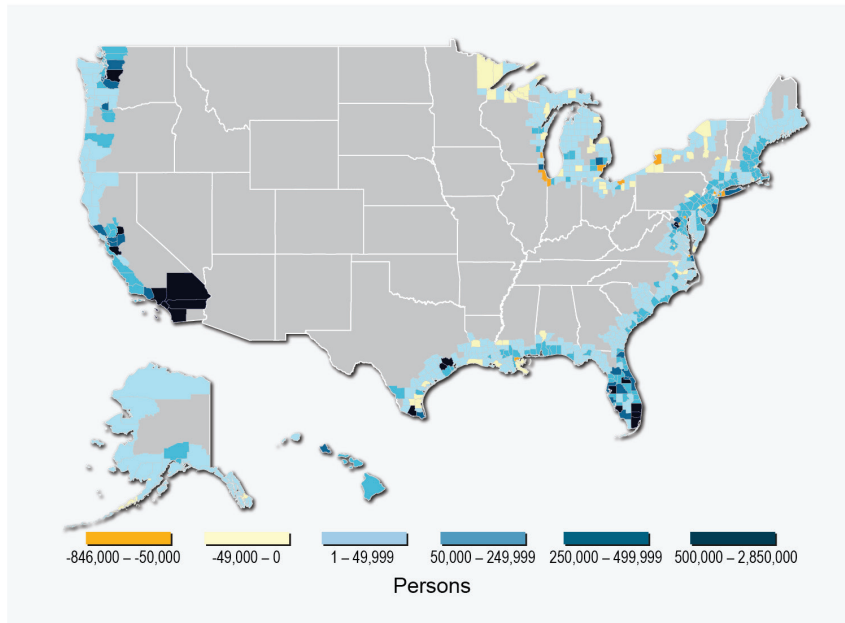 -846,000 – -50,000
-49,000 – 0
1 – 49,999
50,000 – 249,999
250,000 – 499,999
500,000 – 2,850,000
Persons